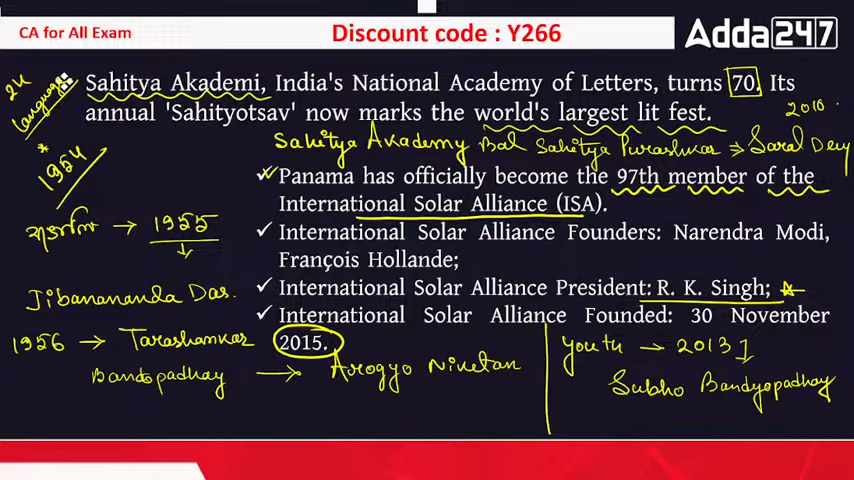 CA for All Exam
Discount code : Y266
Adda247
24 Languages
Sahitya Akademi, India's National Academy of Letters, turns 70. Its
annual 'Sahityotsav' now marks the world's largest lit fest.
2010
* 1954
Sahitya Akademy Bal Sahitya Puraskar ⇒ Saral Dey
✓ Panama has officially become the 97th member of the
International Solar Alliance (ISA).
→ 1955
✓ International Solar Alliance Founders: Narendra Modi,
François Hollande;
Jibanananda Das.
✓ International Solar Alliance President: R. K. Singh;
✓ International Solar Alliance Founded: 30 November
2015.
1956 → Tarashankar
Bandopadhay → Arogyo Niketan
youth → 2013
Subho Bandyopadhay